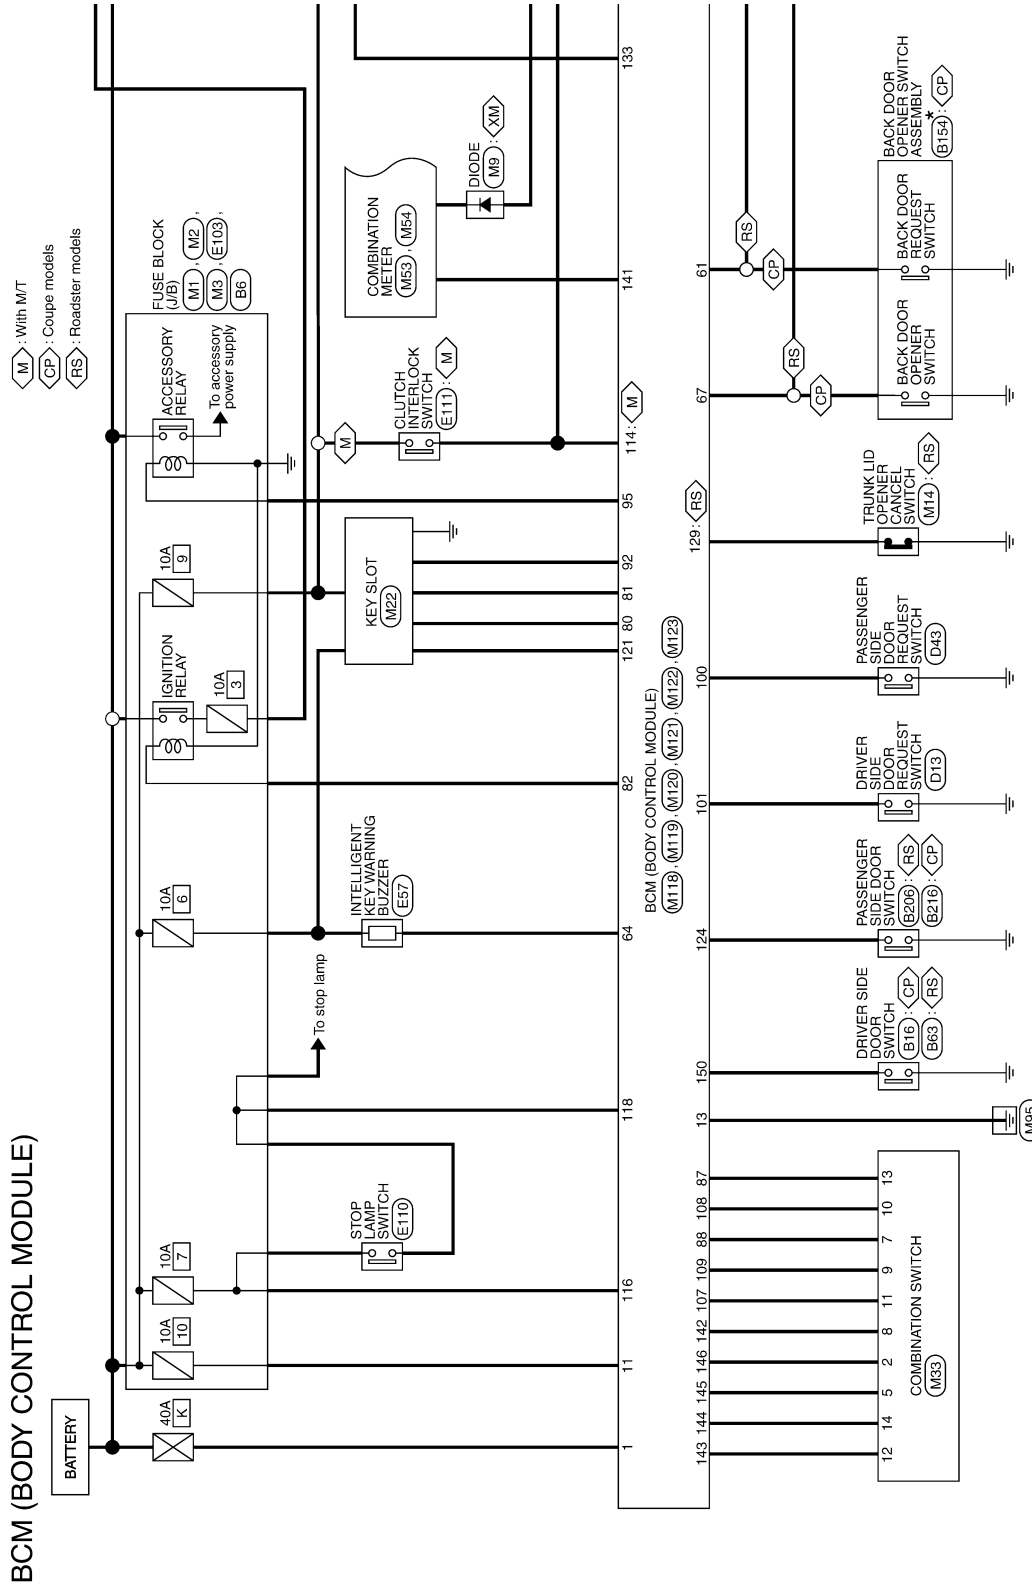 BCM (BODY CONTROL MODULE)
M : With M/T
CP : Coupe models
RS : Roadster models
BATTERY
40A
K
10A
10
10A
7
10A
6
IGNITION
RELAY
10A
3
10A
9
ACCESSORY
RELAY
To accessory
power supply
FUSE BLOCK
(J/B)
M1 , M2 ,
M3 , E103 ,
B6
STOP
LAMP
SWITCH
E110
To stop lamp
INTELLIGENT
KEY WARNING
BUZZER
E57
KEY SLOT
M22
M
CLUTCH
INTERLOCK
SWITCH
E111 : M
COMBINATION
METER
M53 , M54
DIODE
M9 : XM
1
11
116
118
64
82
121
80
81
92
95
114: M
141
133
BCM (BODY CONTROL MODULE)
M118 , M119 , M120 , M121 , M122 , M123
143
144
145
146
142
107
109
88
108
87
13
150
124
101
100
129: RS
67
61
12
14
5
2
8
11
9
7
10
13
COMBINATION SWITCH
M33
M95
DRIVER SIDE
DOOR
SWITCH
B16 : CP
B63 : RS
PASSENGER
SIDE DOOR
SWITCH
B206 : RS
B216 : CP
DRIVER
SIDE
DOOR
REQUEST
SWITCH
D13
PASSENGER
SIDE
DOOR
REQUEST
SWITCH
D43
TRUNK LID
OPENER
CANCEL
SWITCH
M14 : RS
RS
CP
RS
CP
BACK DOOR
OPENER
SWITCH
BACK DOOR
REQUEST
SWITCH
BACK DOOR
OPENER SWITCH
ASSEMBLY
B154 * : CP